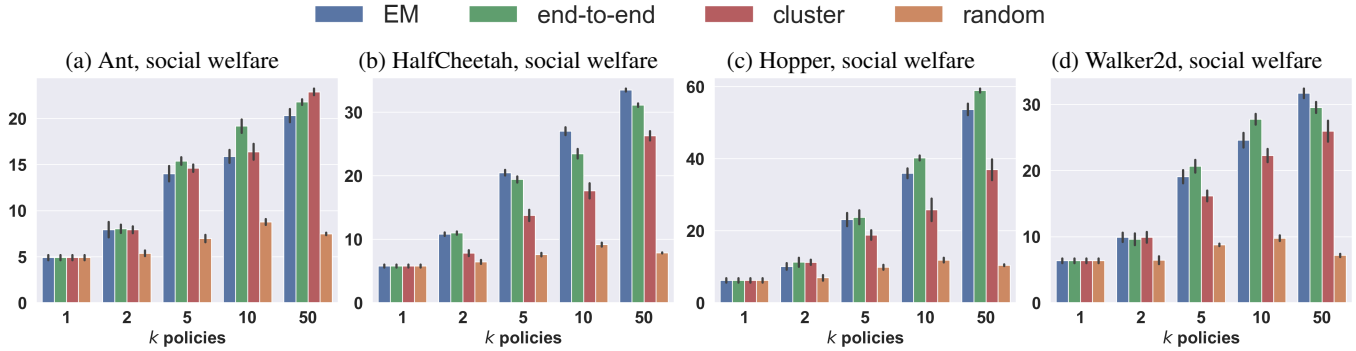 EM end-to-end cluster random
(a) Ant, social welfare
20
15
10
5
0
1 2 5 10 50
k policies
(b) HalfCheetah, social welfare
30
20
10
0
1 2 5 10 50
k policies
(c) Hopper, social welfare
60
40
20
0
1 2 5 10 50
k policies
(d) Walker2d, social welfare
30
20
10
0
1 2 5 10 50
k policies